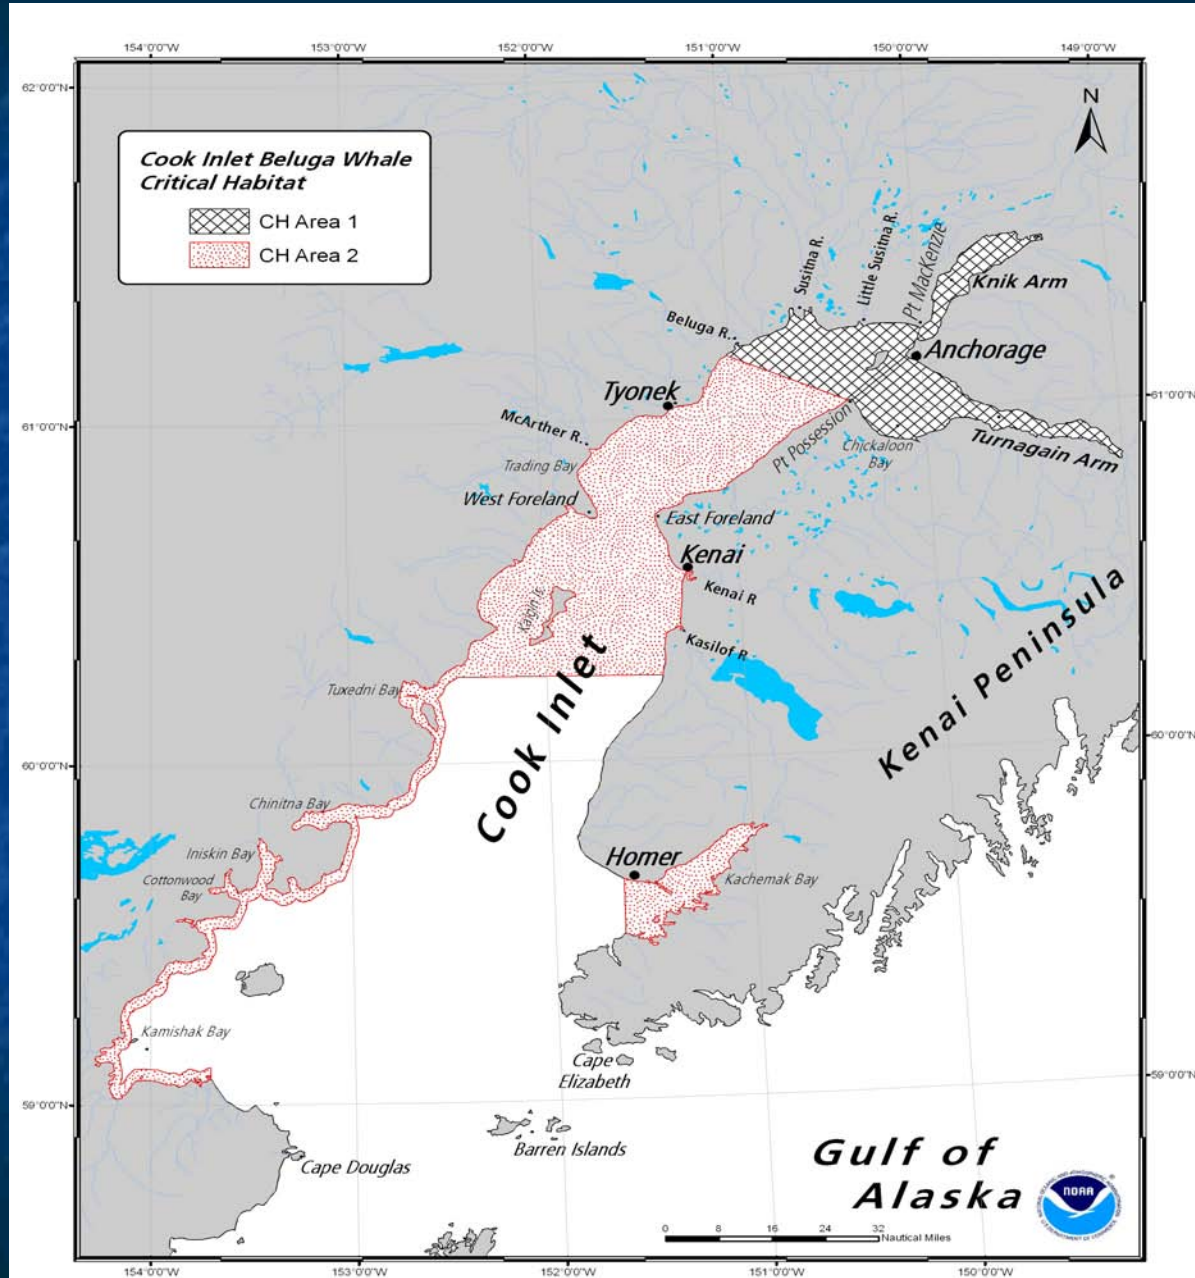 154°0'0"W
153°0'0"W
152°0'0"W
151°0'0"W
150°0'0"W
149°0'0"W
62°0'0"N
N
Cook Inlet Beluga Whale
Critical Habitat
CH Area 1
CH Area 2
Susitna R.
Little Susitna R.
Pt MacKenzie
Knik Arm
Beluga R.
Anchorage
Tyonek
61°0'0"N
61°0'0"N
McArther R.
Pt Possession
Chickaloon
Bay
Turnagain Arm
Trading Bay
West Foreland
East Foreland
Kenai
Kenai R
Kalgin Is.
Kasilof R
Kenai Peninsula
Tuxedni Bay
Cook Inlet
60°0'0"N
60°0'0"N
Chinitna Bay
Iniskin Bay
Homer
Cottonwood
Bay
Kachemak Bay
Kamishak Bay
Cape
Elizabeth
59°0'0"N
59°0'0"N
Barren Islands
Cape Douglas
Gulf of
Alaska
NOAA
0 8 16 24 32
Nautical Miles
154°0'0"W
153°0'0"W
152°0'0"W
151°0'0"W
150°0'0"W